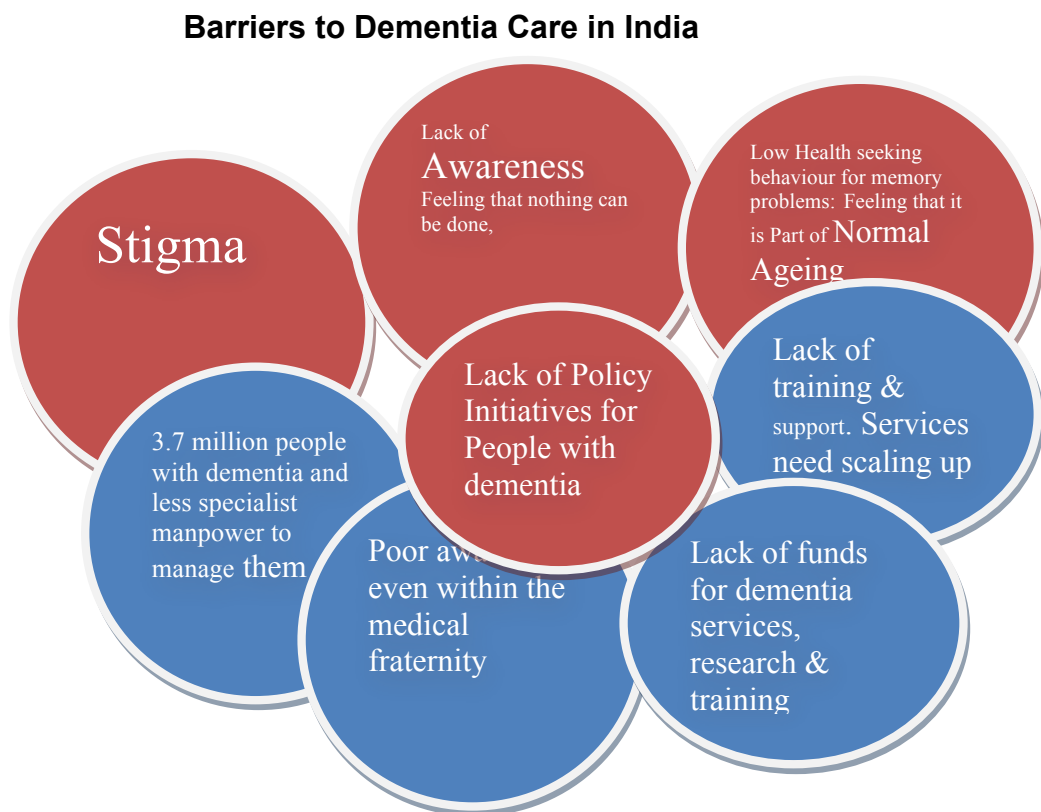 Barriers to Dementia Care in India
Stigma
Lack of
Awareness
Feeling that nothing can
be done,
Low Health seeking
behaviour for memory
problems: Feeling that it
is Part of Normal
Ageing
Lack of Policy
Initiatives for
People with
dementia
Lack of
training &
support. Services
need scaling up
3.7 million people
with dementia and
less specialist
manpower to
manage them
Poor
even within the
medical
fraternity
Lack of funds
for dementia
services,
research &
training